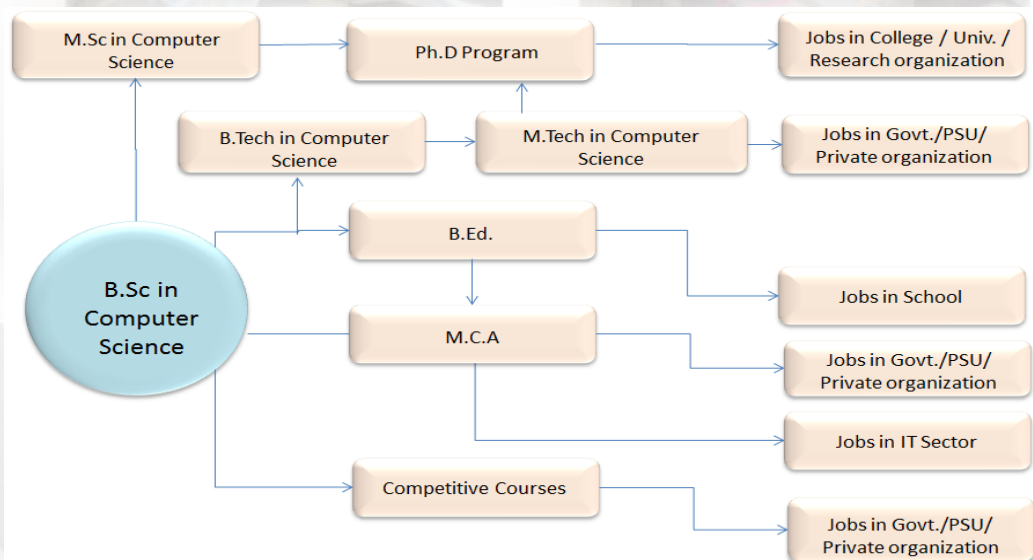 M.Sc in Computer
Science
Ph.D Program
Jobs in College / Univ. /
Research organization
B.Tech in Computer
Science
M.Tech in Computer
Science
Jobs in Govt./PSU/
Private organization
B.Ed.
B.Sc in
Computer
Science
Jobs in School
M.C.A
Jobs in Govt./PSU/
Private organization
Jobs in IT Sector
Competitive Courses
Jobs in Govt./PSU/
Private organization